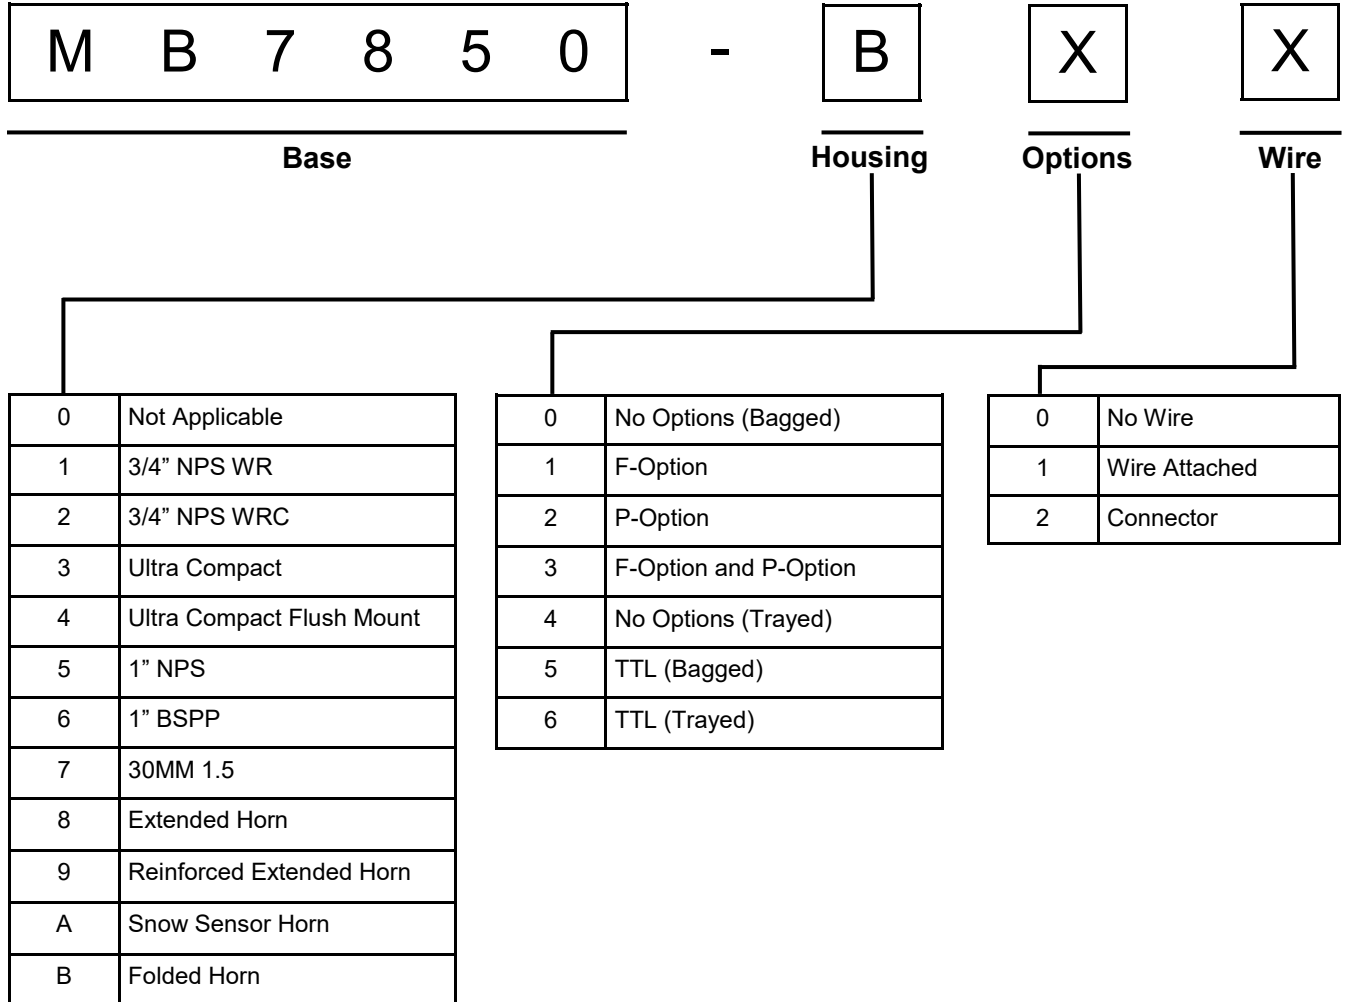 M B 7 8 5 0 - B X X
Base Housing Options Wire
0 Not Applicable
1 3/4” NPS WR
2 3/4” NPS WRC
3 Ultra Compact
4 Ultra Compact Flush Mount
5 1” NPS
6 1” BSPP
7 30MM 1.5
8 Extended Horn
9 Reinforced Extended Horn
A Snow Sensor Horn
B Folded Horn
0 No Options (Bagged)
1 F-Option
2 P-Option
3 F-Option and P-Option
4 No Options (Trayed)
5 TTL (Bagged)
6 TTL (Trayed)
0 No Wire
1 Wire Attached
2 Connector